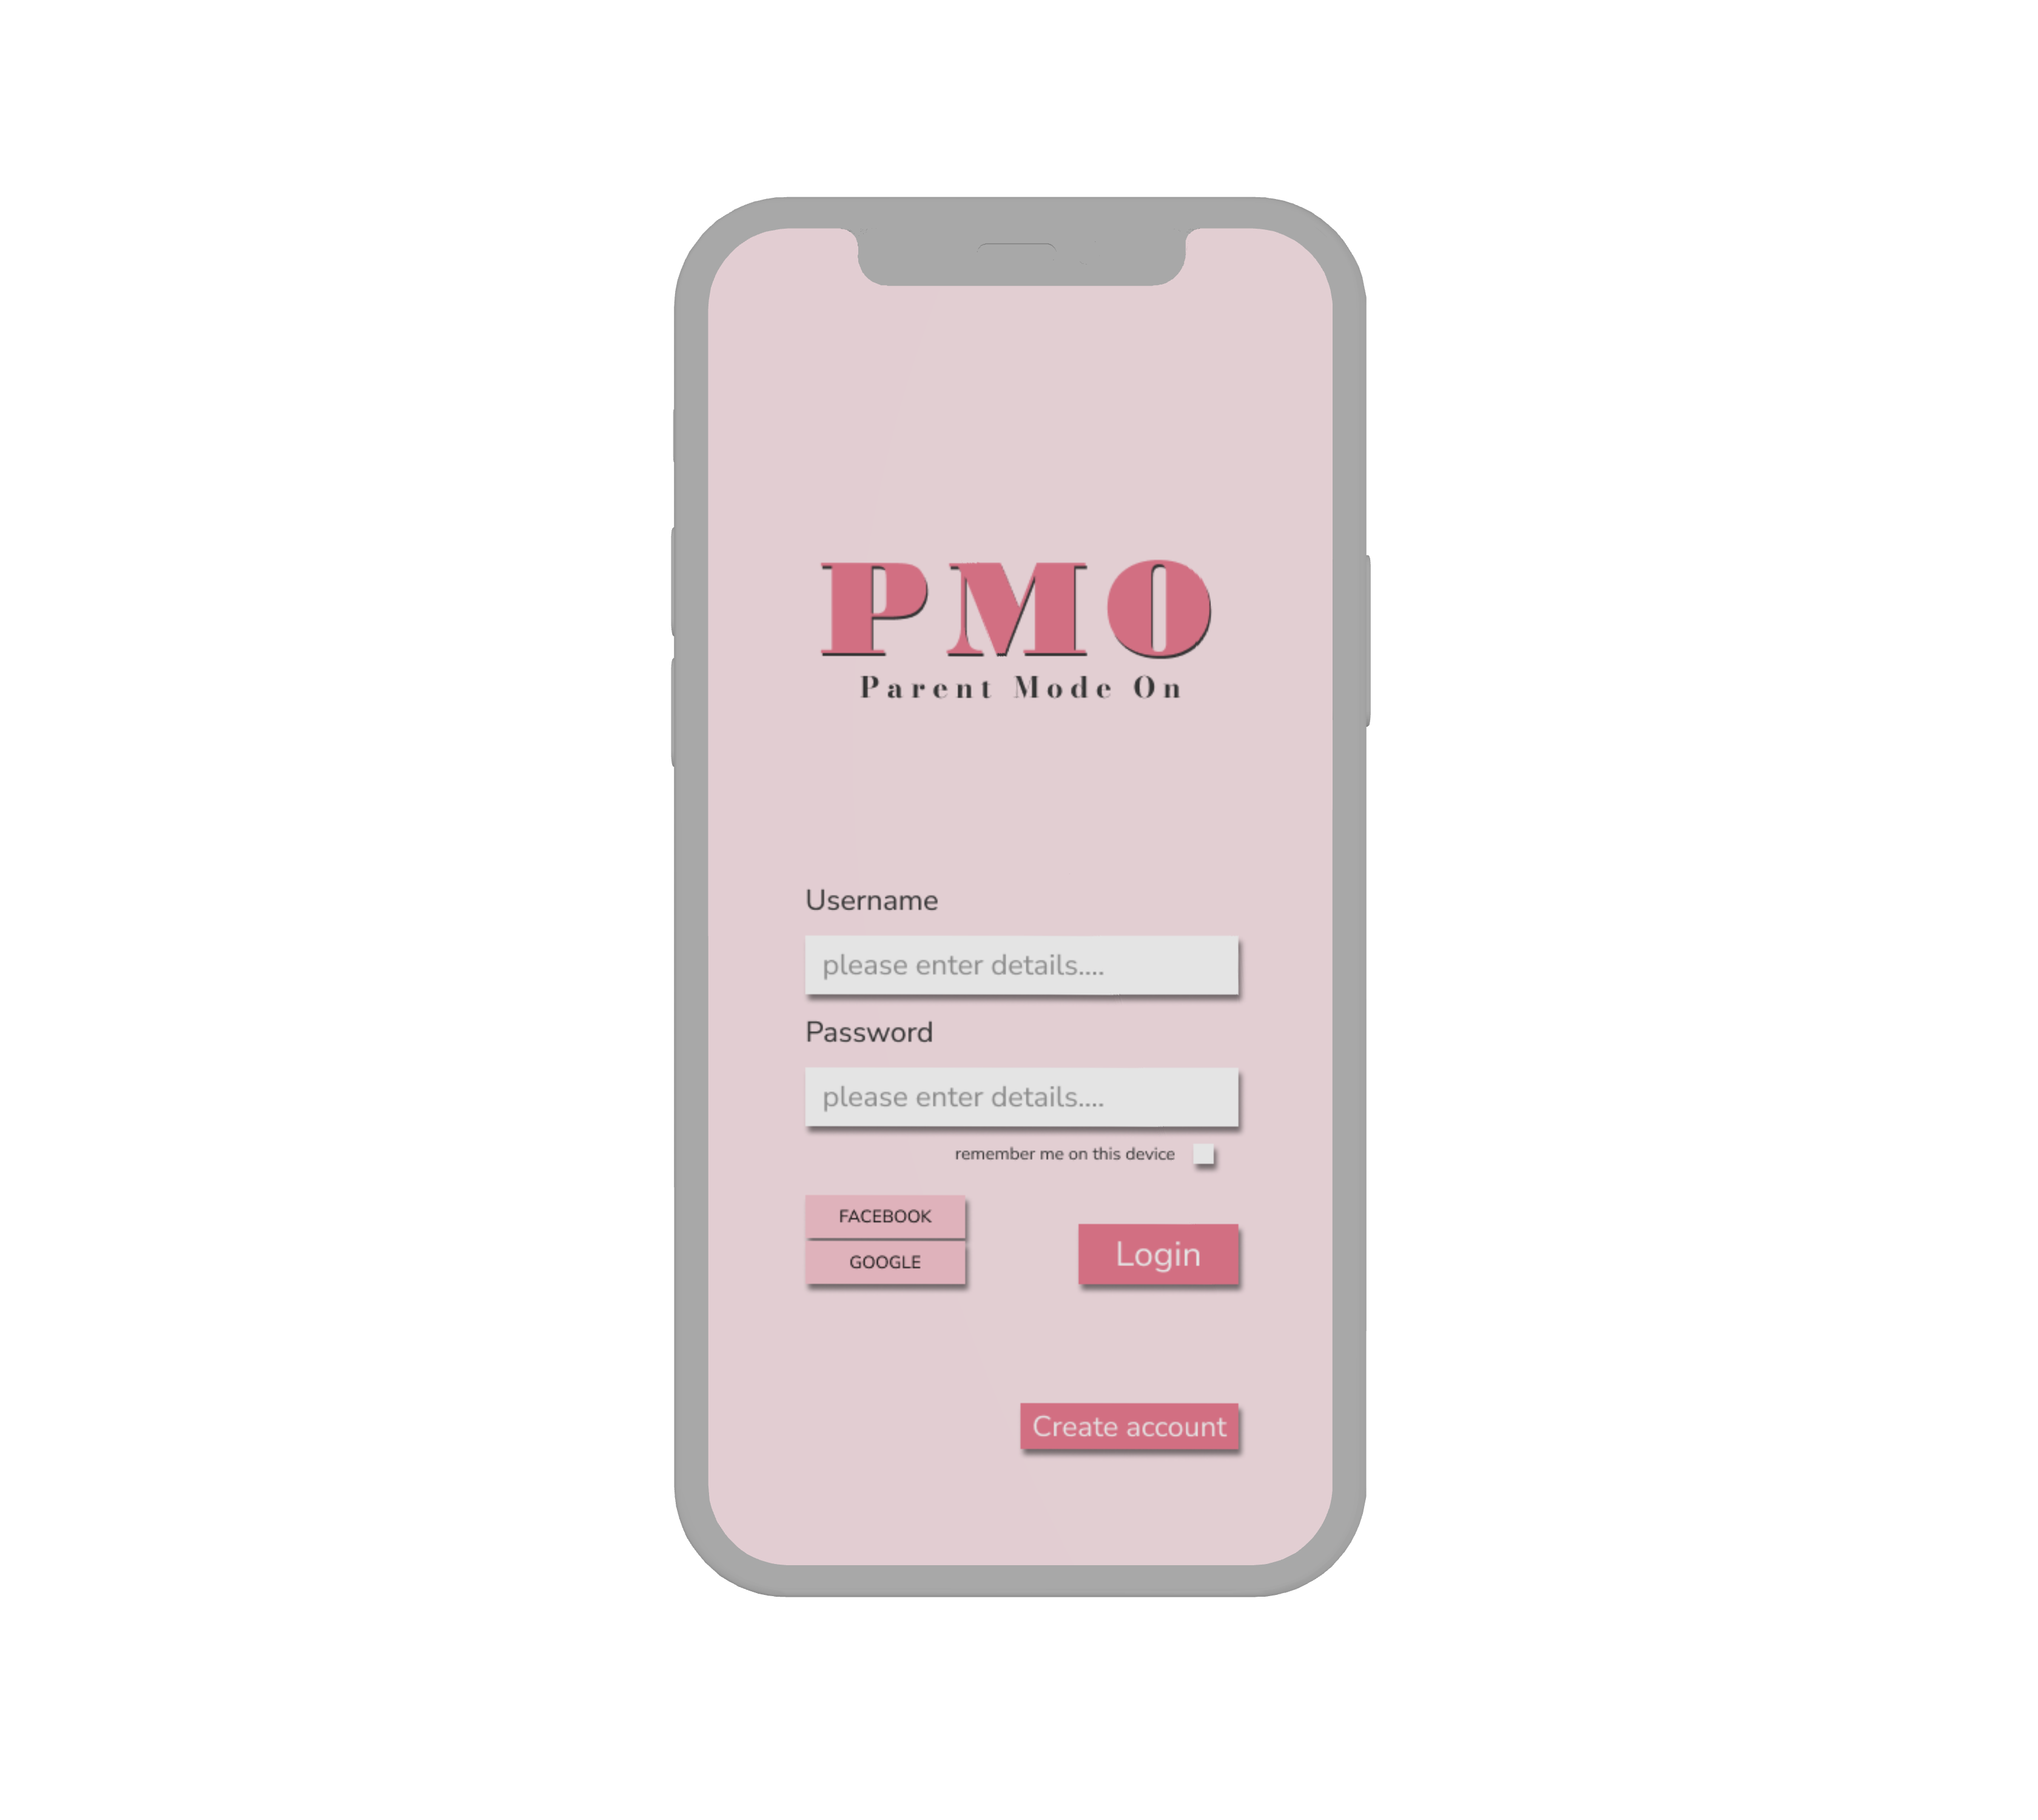 PMO
Parent Mode On
Username
please enter details....
Password
please enter details....
remember me on this device
FACEBOOK
GOOGLE
Login
Create account